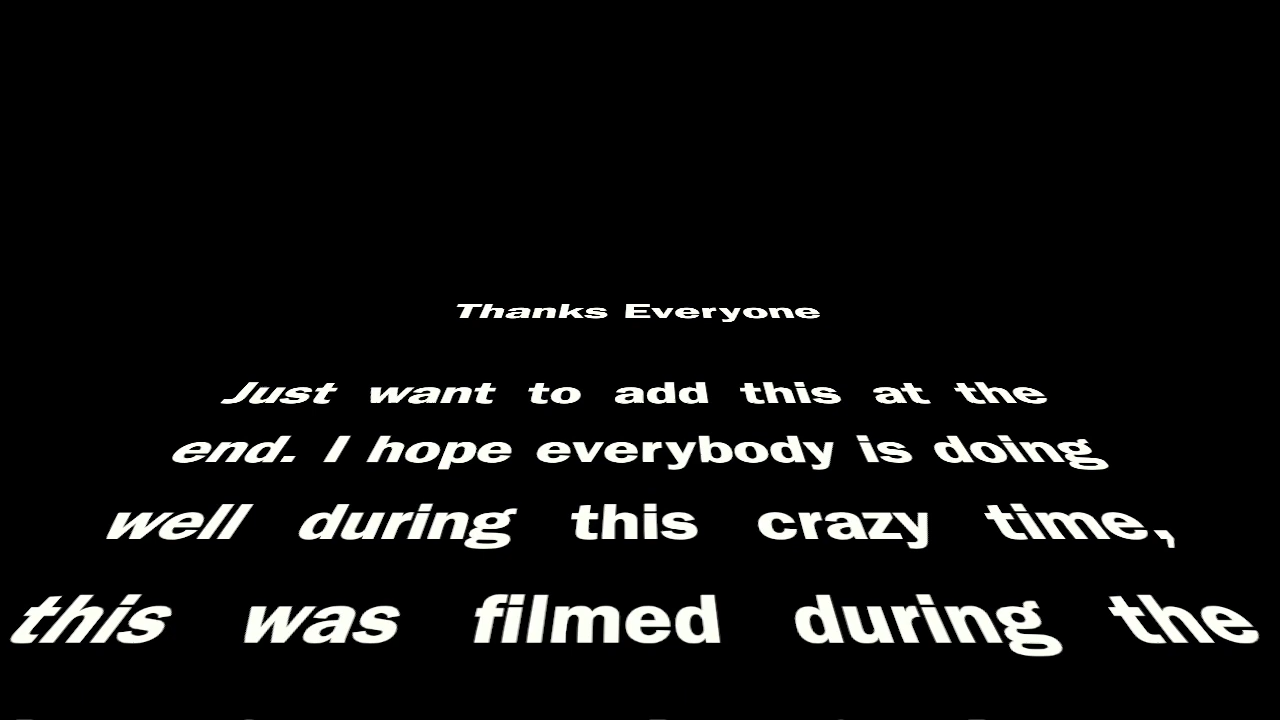 Thanks Everyone
Just want to add this at the
end. I hope everybody is doing
well during this crazy time,
this was filmed during the